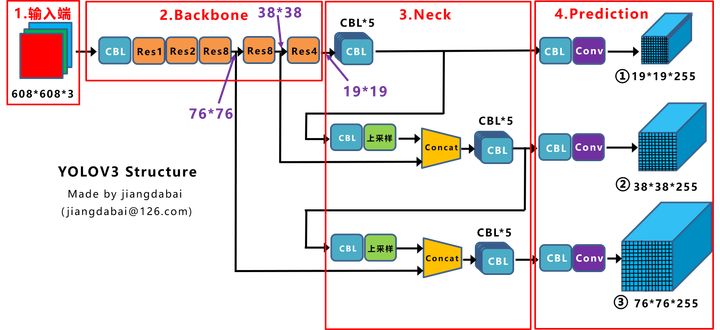 1.输入端
608*608*3
2.Backbone
38*38
CBL
Res1
Res2
Res8
Res8
Res4
76*76
19*19
3.Neck
CBL*5
CBL
CBL
上采样
Concat
CBL*5
CBL
CBL
上采样
Concat
CBL*5
CBL
4.Prediction
CBL
Conv
①19*19*255
CBL
Conv
② 38*38*255
CBL
Conv
③ 76*76*255
YOLOV3 Structure
Made by jiangdabai
(jiangdabai@126.com)